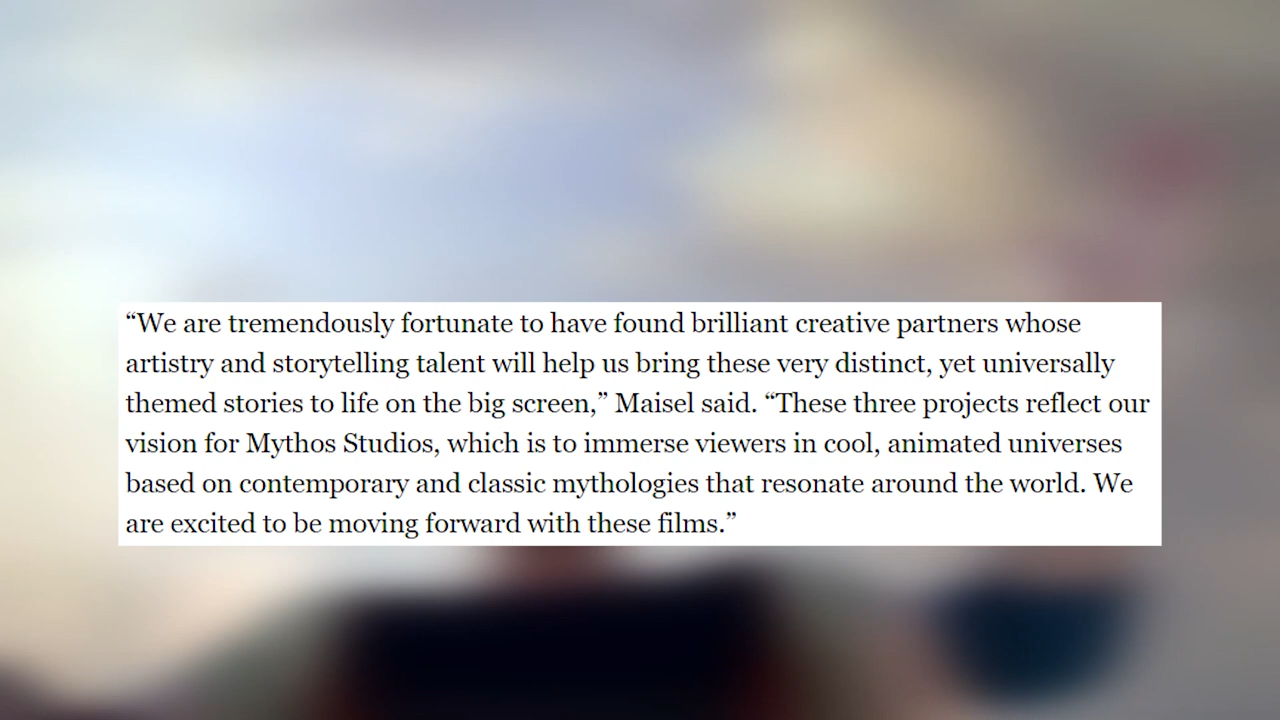 “We are tremendously fortunate to have found brilliant creative partners whose
artistry and storytelling talent will help us bring these very distinct, yet universally
themed stories to life on the big screen,” Maisel said. “These three projects reflect our
vision for Mythos Studios, which is to immerse viewers in cool, animated universes
based on contemporary and classic mythologies that resonate around the world. We
are excited to be moving forward with these films.”